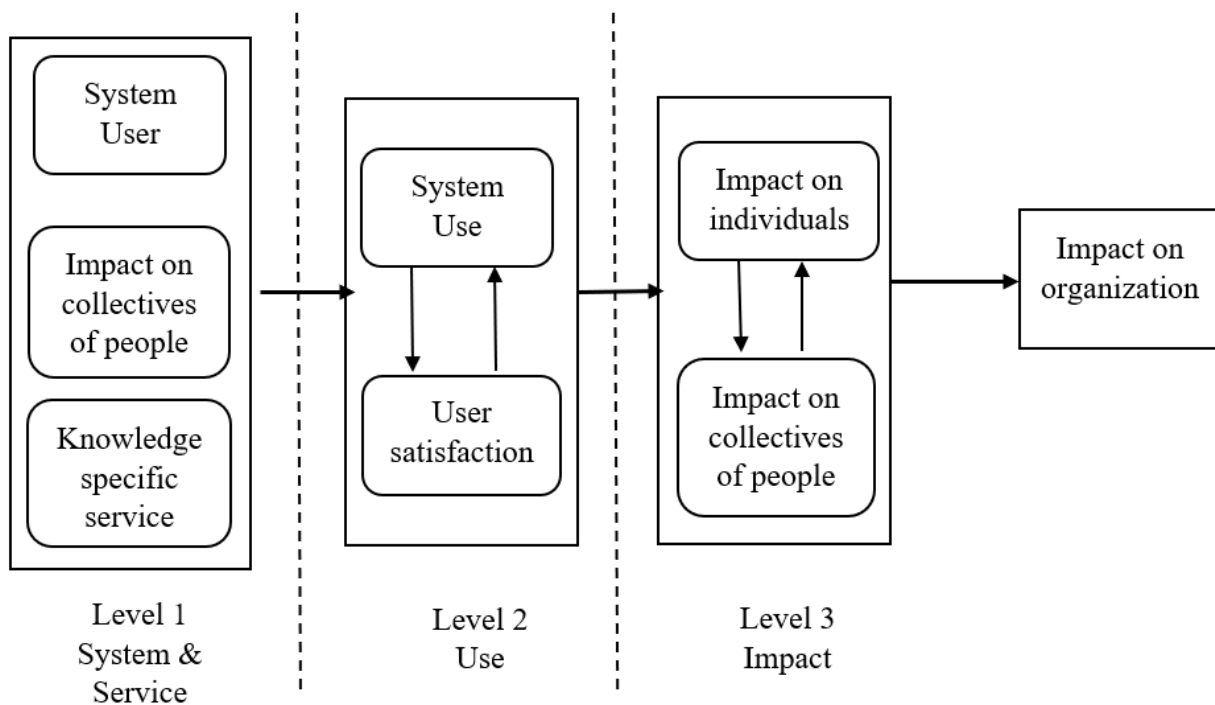 System
User
Impact on
collectives
of people
Knowledge
specific
service
Level 1
System &
Service
System
Use
User
satisfaction
Level 2
Use
Impact on
individuals
Impact on
collectives
of people
Level 3
Impact
Impact on
organization